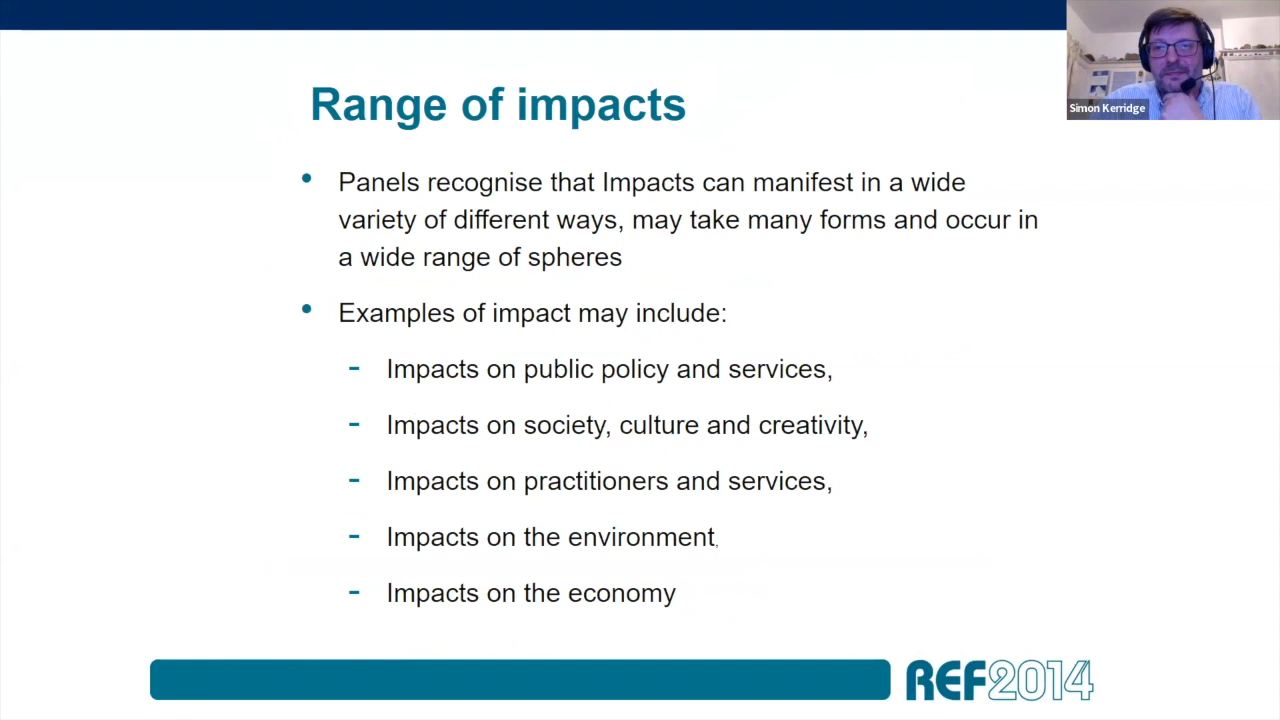 Simon Kerridge
Range of impacts
• Panels recognise that Impacts can manifest in a wide
variety of different ways, may take many forms and occur in
a wide range of spheres
• Examples of impact may include:
- Impacts on public policy and services,
- Impacts on society, culture and creativity,
- Impacts on practitioners and services,
- Impacts on the environment,
- Impacts on the economy
REF2014